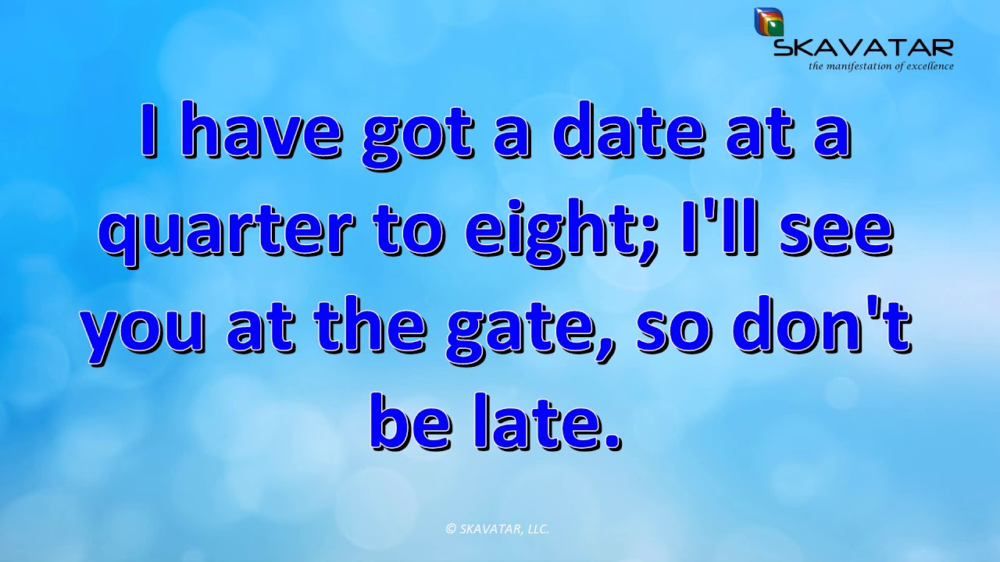 SKAVATAR
the manifestation of excellence
I have got a date at a
quarter to eight; I'll see
you at the gate, so don't
be late.
© SKAVATAR, LLC.